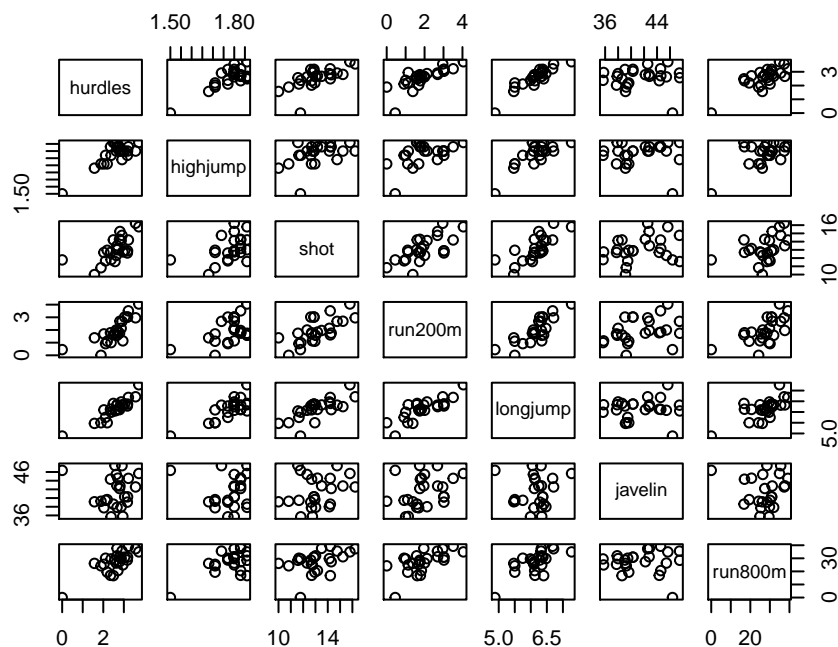 1.50 1.80 0 2 4 36 44
hurdles 0 3
1.50 highjump
shot 10 16
0 3 run200m
longjump 5.0
36 46 javelin
run800m 0 30
0 2 10 14 5.0 6.5 0 20